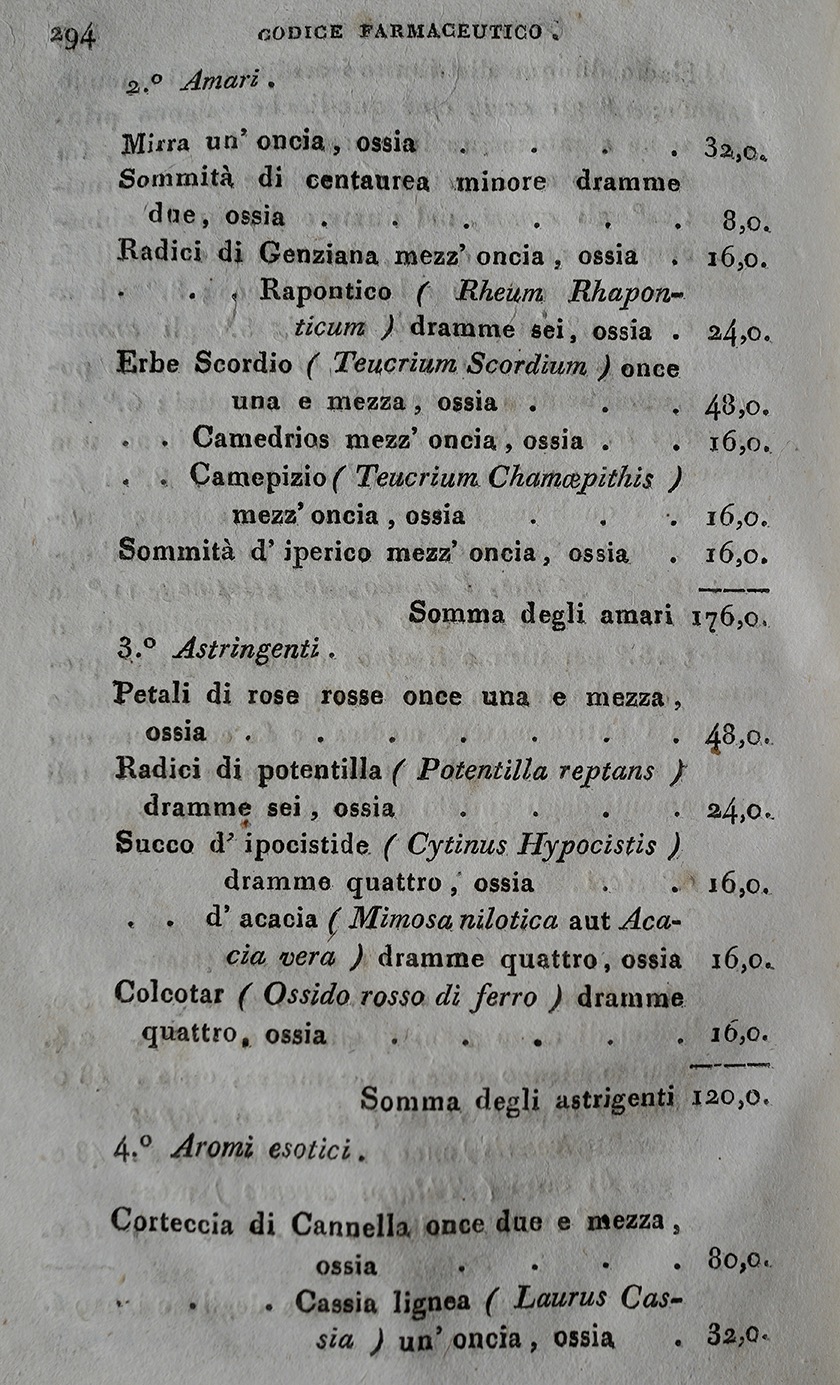 294 CODICE FARMACEUTICO.
2.º Amari.
Mirra un' oncia, ossia . . . . 32,0.
Sommità di centaurea minore dramme
due, ossia . . . . . . 8,0.
Radici di Genziana mezz' oncia, ossia . 16,0.
. . , Rapontico ( Rheum Rhapon-
ticum ) dramme sei, ossia . 24,0.
Erbe Scordio ( Teucrium Scordium ) once
una e mezza, ossia . . . 48,0.
. . Camedrios mezz' oncia, ossia . . 16,0.
. . Camepizio ( Teucrium Chamæpithis )
mezz' oncia, ossia . . . 16,0.
Sommità d' iperico mezz' oncia, ossia . 16,0.
Somma degli amari 176,0.
3.º Astringenti.
Petali di rose rosse once una e mezza,
ossia . . . . . . . 48,0.
Radici di potentilla ( Potentilla reptans )
dramme sei, ossia . . . . 24,0.
Succo d' ipocistide ( Cytinus Hypocistis )
dramme quattro, ossia . . 16,0.
. . d' acacia ( Mimosa nilotica aut Aca-
cia vera ) dramme quattro, ossia 16,0.
Colcotar ( Ossido rosso di ferro ) dramme
quattro, ossia . . . . . 16,0.
Somma degli astrigenti 120,0.
4.º Aromi esotici.
Corteccia di Cannella once due e mezza,
ossia . . . . 80,0.
. . . Cassia lignea ( Laurus Cas-
sia ) un' oncia, ossia . 32,0.